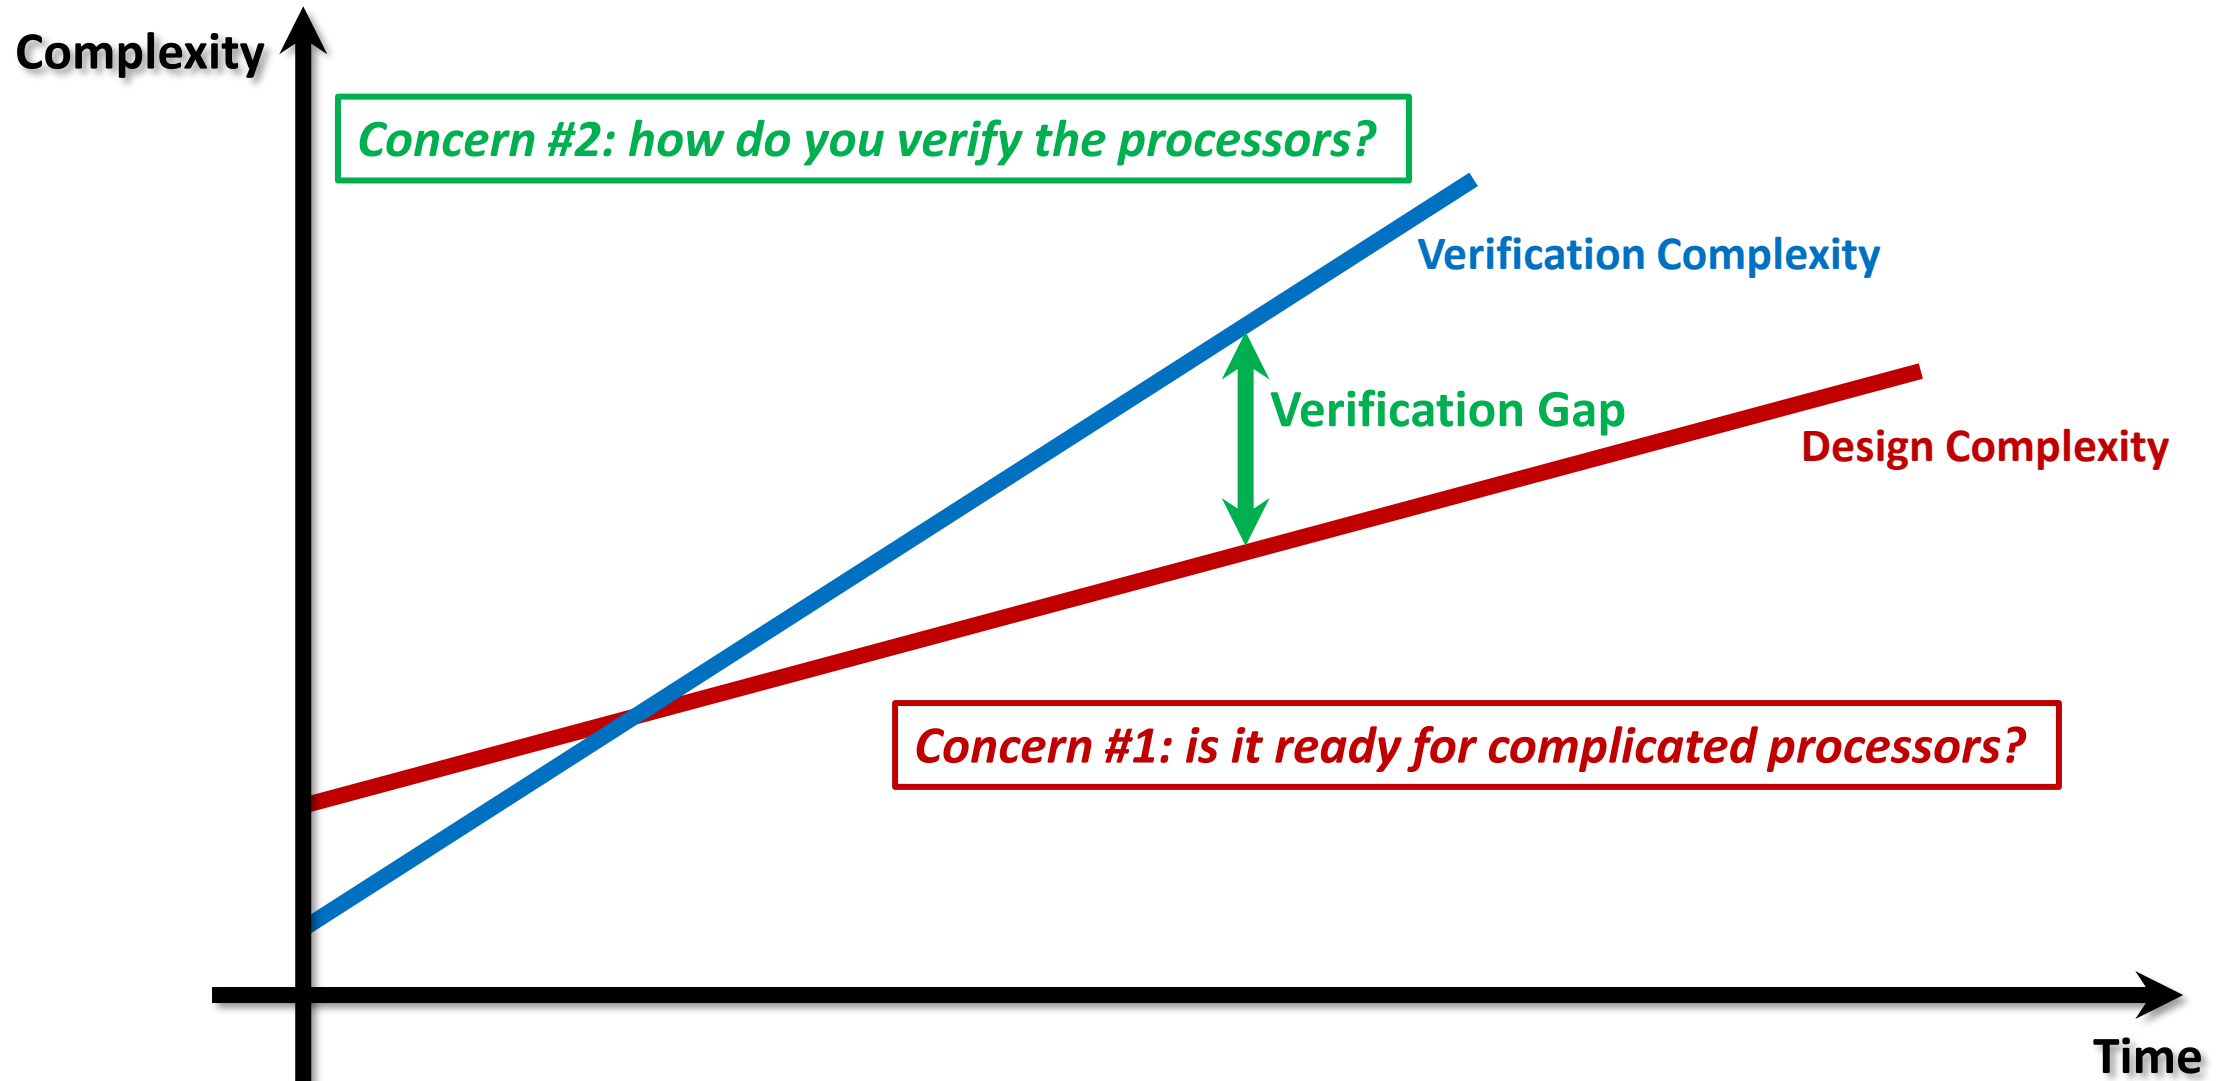 Complexity
Concern #2: how do you verify the processors?
Verification Complexity
Verification Gap
Design Complexity
Concern #1: is it ready for complicated processors?
Time